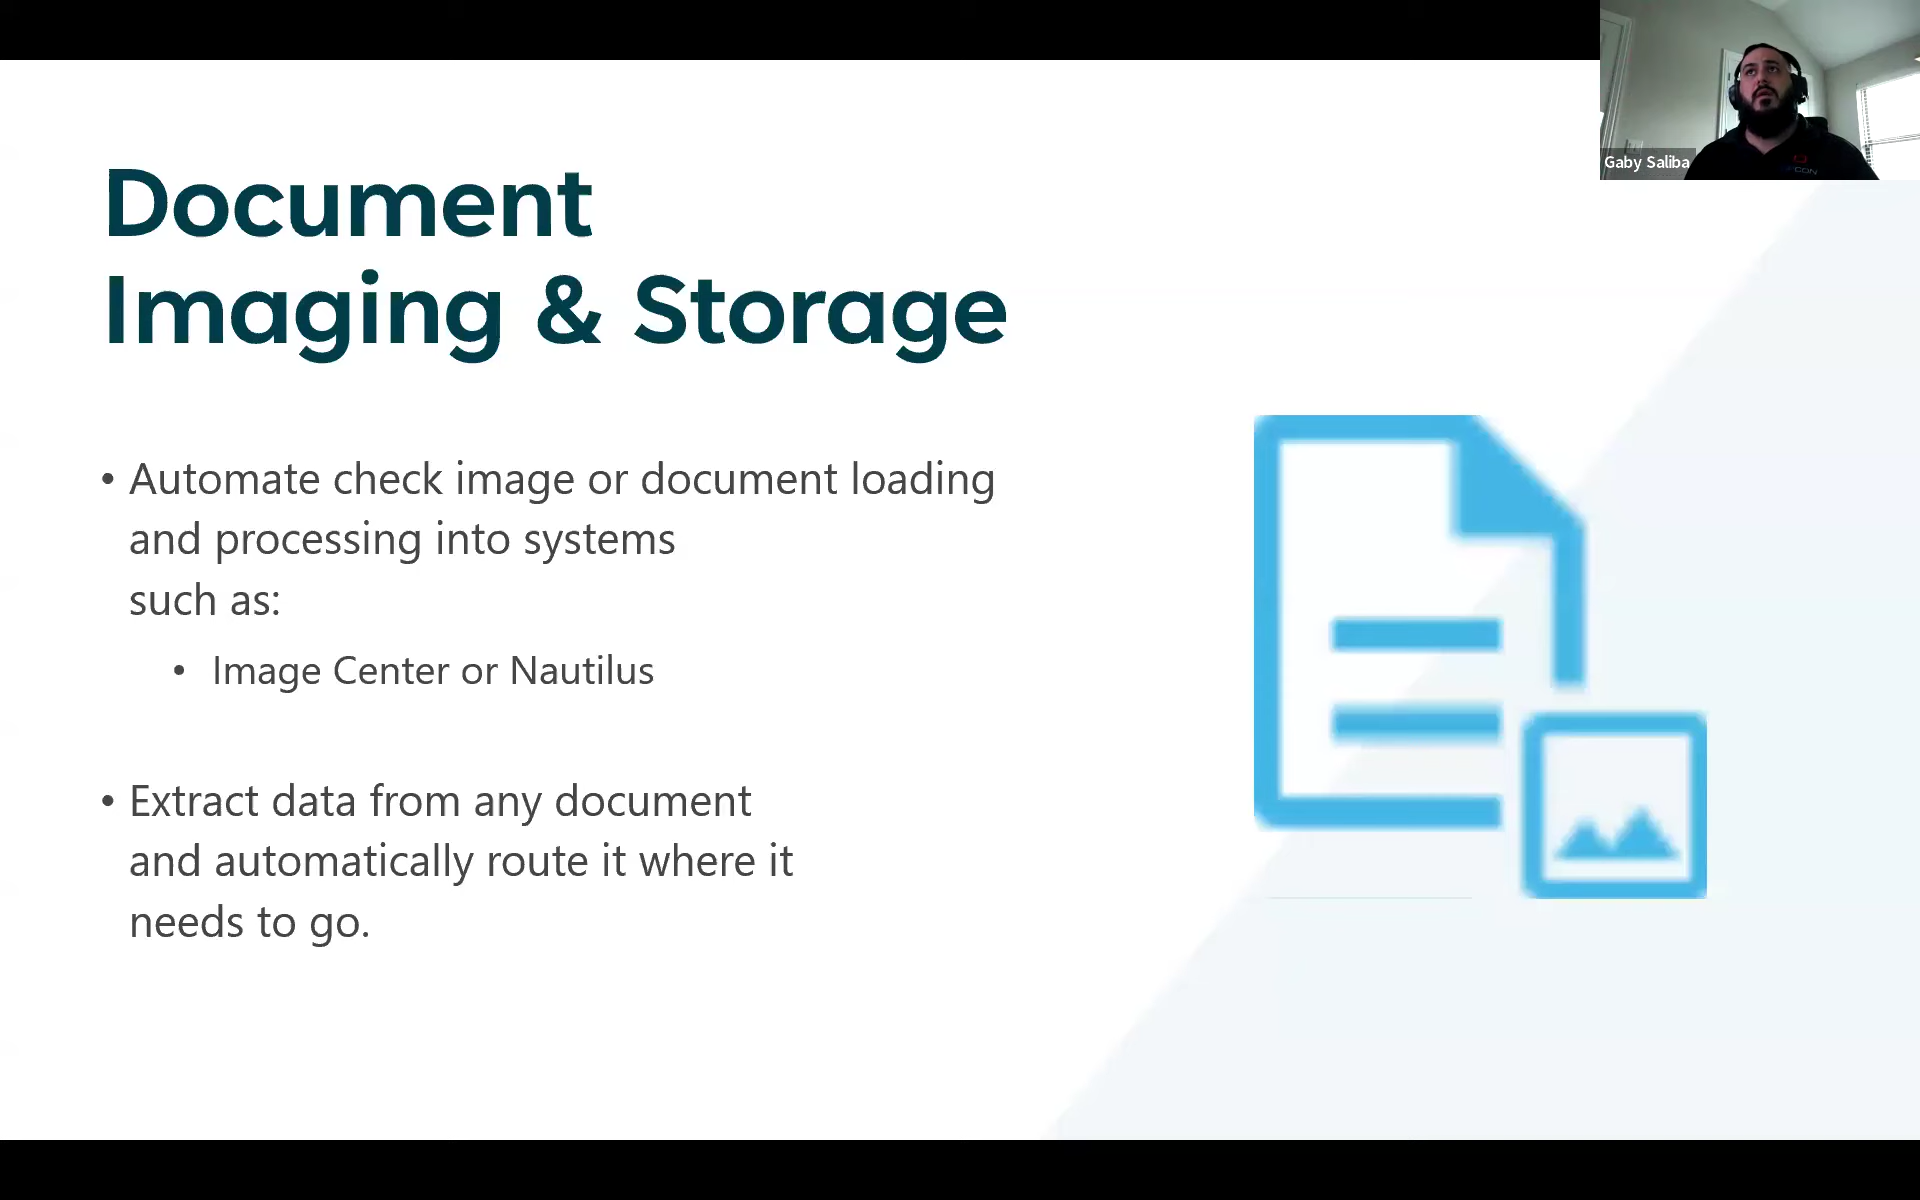 Gaby Saliba
Document
Imaging & Storage
• Automate check image or document loading
and processing into systems
such as:
• Image Center or Nautilus
• Extract data from any document
and automatically route it where it
needs to go.